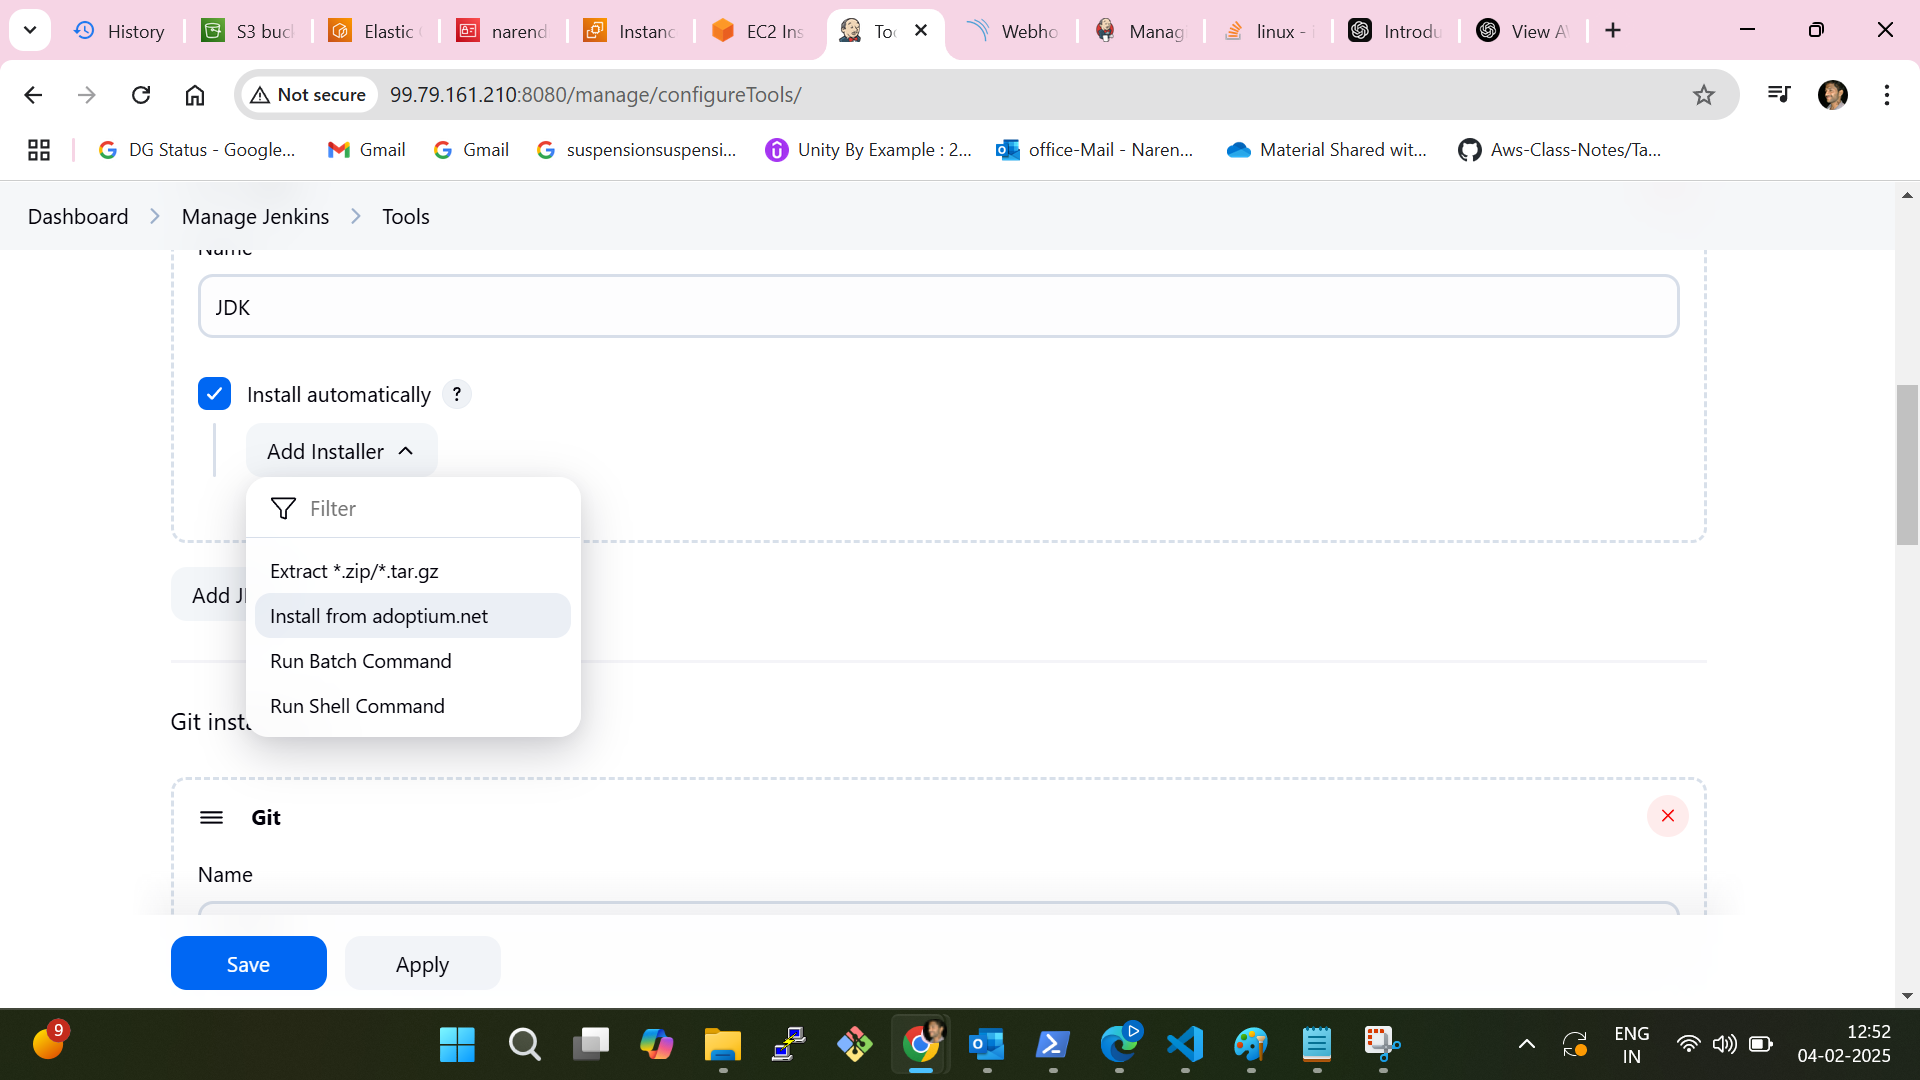 History
S3 buc
Elastic
narend
Instanc
EC2 Ins
Too
Webho
Manag
linux - i
Introdu
View A
Not secure
99.79.161.210:8080/manage/configureTools/
DG Status - Google...
Gmail
Gmail
suspensionsuspensi...
Unity By Example : 2...
office-Mail - Naren...
Material Shared wit...
Aws-Class-Notes/Ta...
Dashboard
Manage Jenkins
Tools
Name
JDK
Install automatically ?
Add Installer
Filter
Extract *.zip/*.tar.gz
Install from adoptium.net
Run Batch Command
Run Shell Command
Add J
Git insta
Git
Name
Save
Apply
9
ENG
IN
12:52
04-02-2025